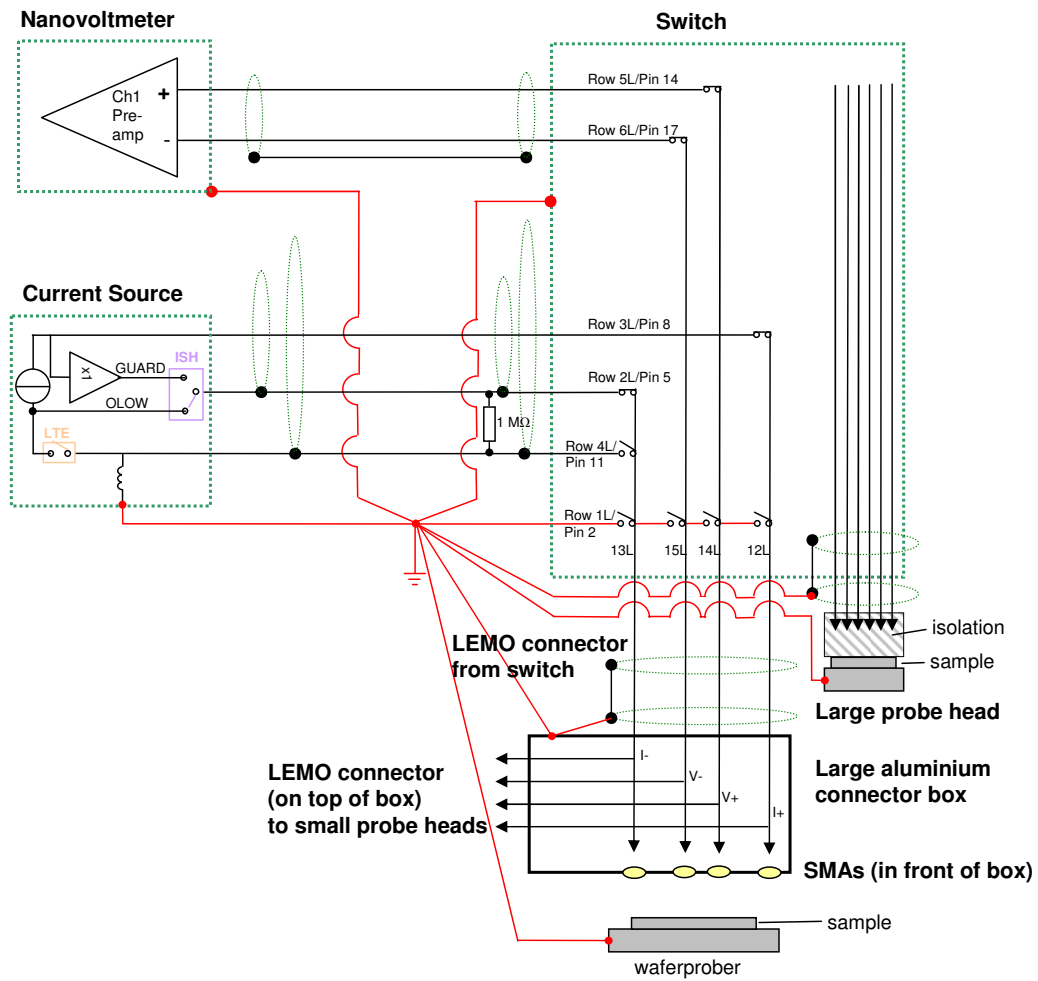 Nanovoltmeter
Switch
Ch1
Pre-
amp
+
-
Row 5L/Pin 14
Row 6L/Pin 17
Current Source
x1
GUARD
ISH
OLOW
LTE
1 MΩ
Row 3L/Pin 8
Row 2L/Pin 5
Row 4L/
Pin 11
Row 1L/
Pin 2
13L
15L
14L
12L
isolation
sample
Large probe head
LEMO connector
from switch
LEMO connector
(on top of box)
to small probe heads
I-
V-
V+
I+
Large aluminium
connector box
SMAs (in front of box)
sample
waferprober